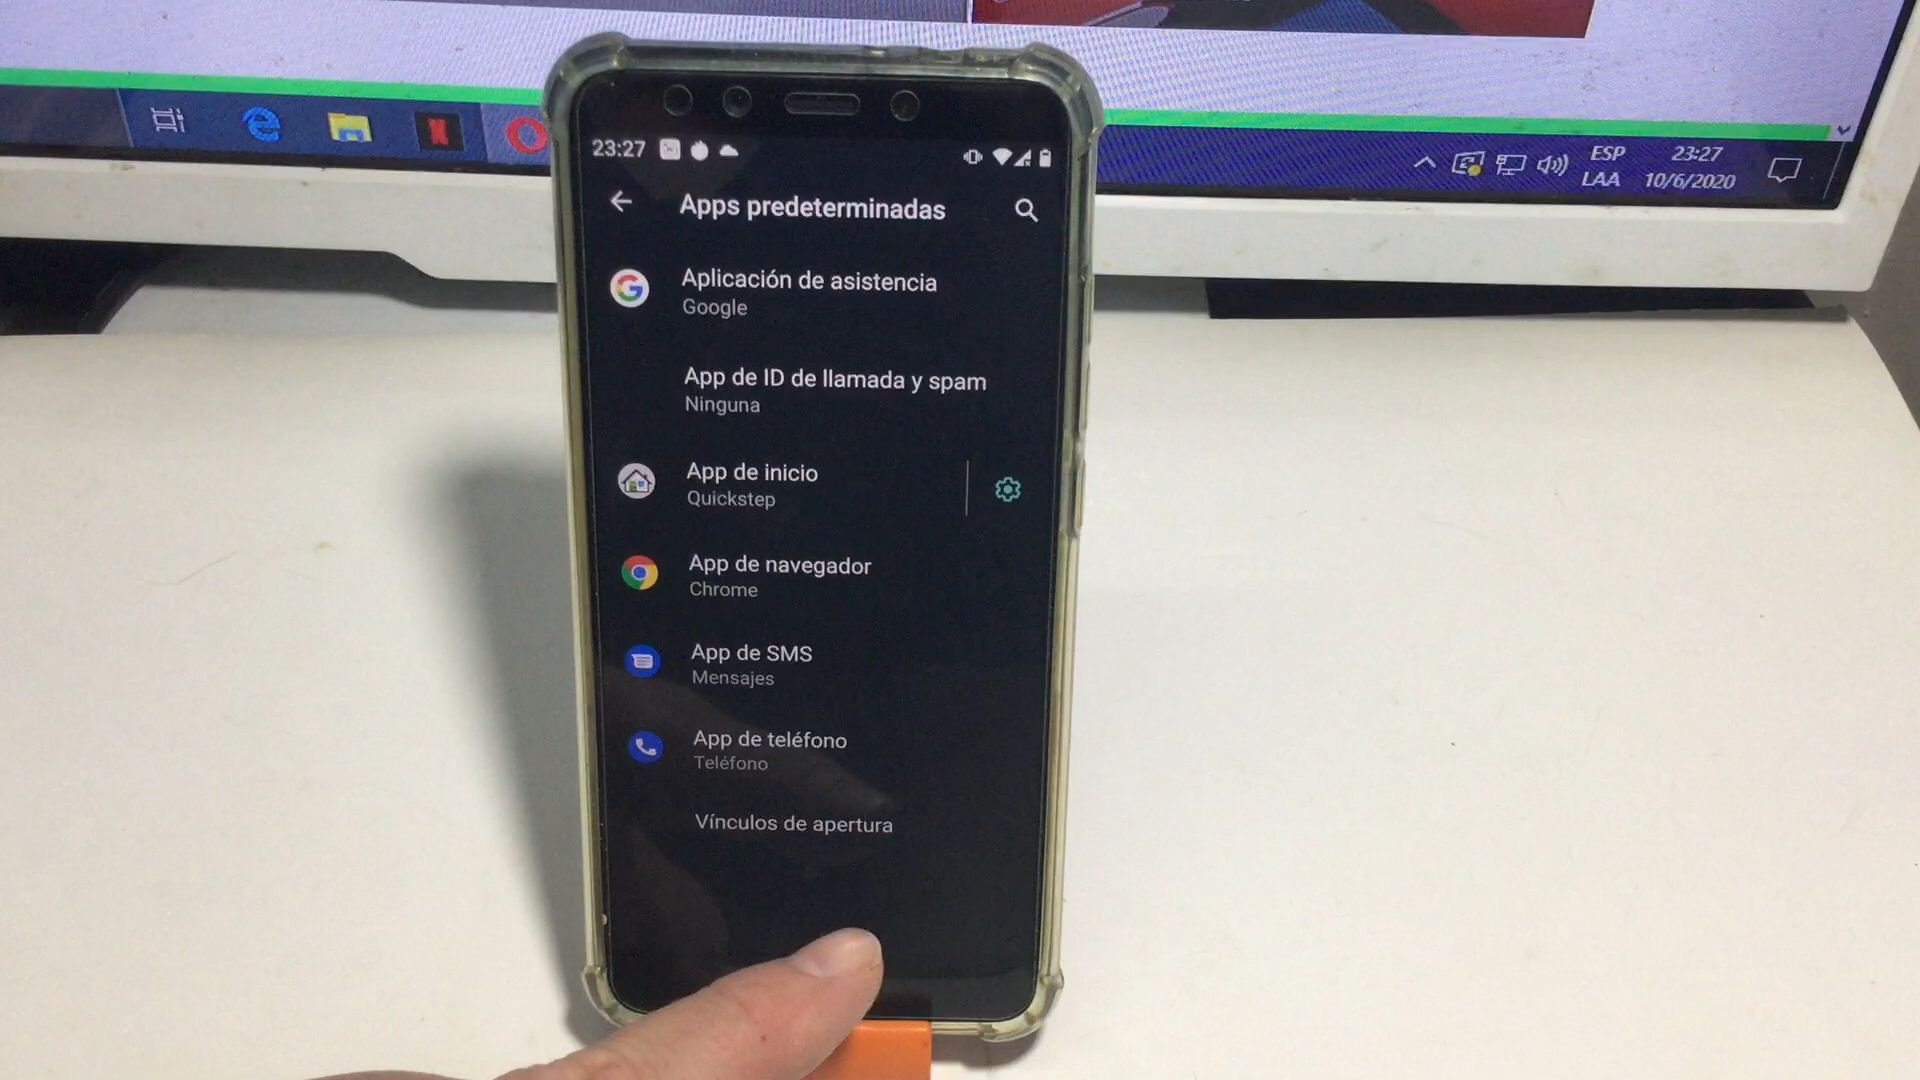 23:27
Apps predeterminadas
Aplicación de asistencia
Google
App de ID de llamada y spam
Ninguna
App de inicio
Quickstep
App de navegador
Chrome
App de SMS
Mensajes
App de teléfono
Teléfono
Vínculos de apertura
ESP
LAA
23:27
10/6/2020